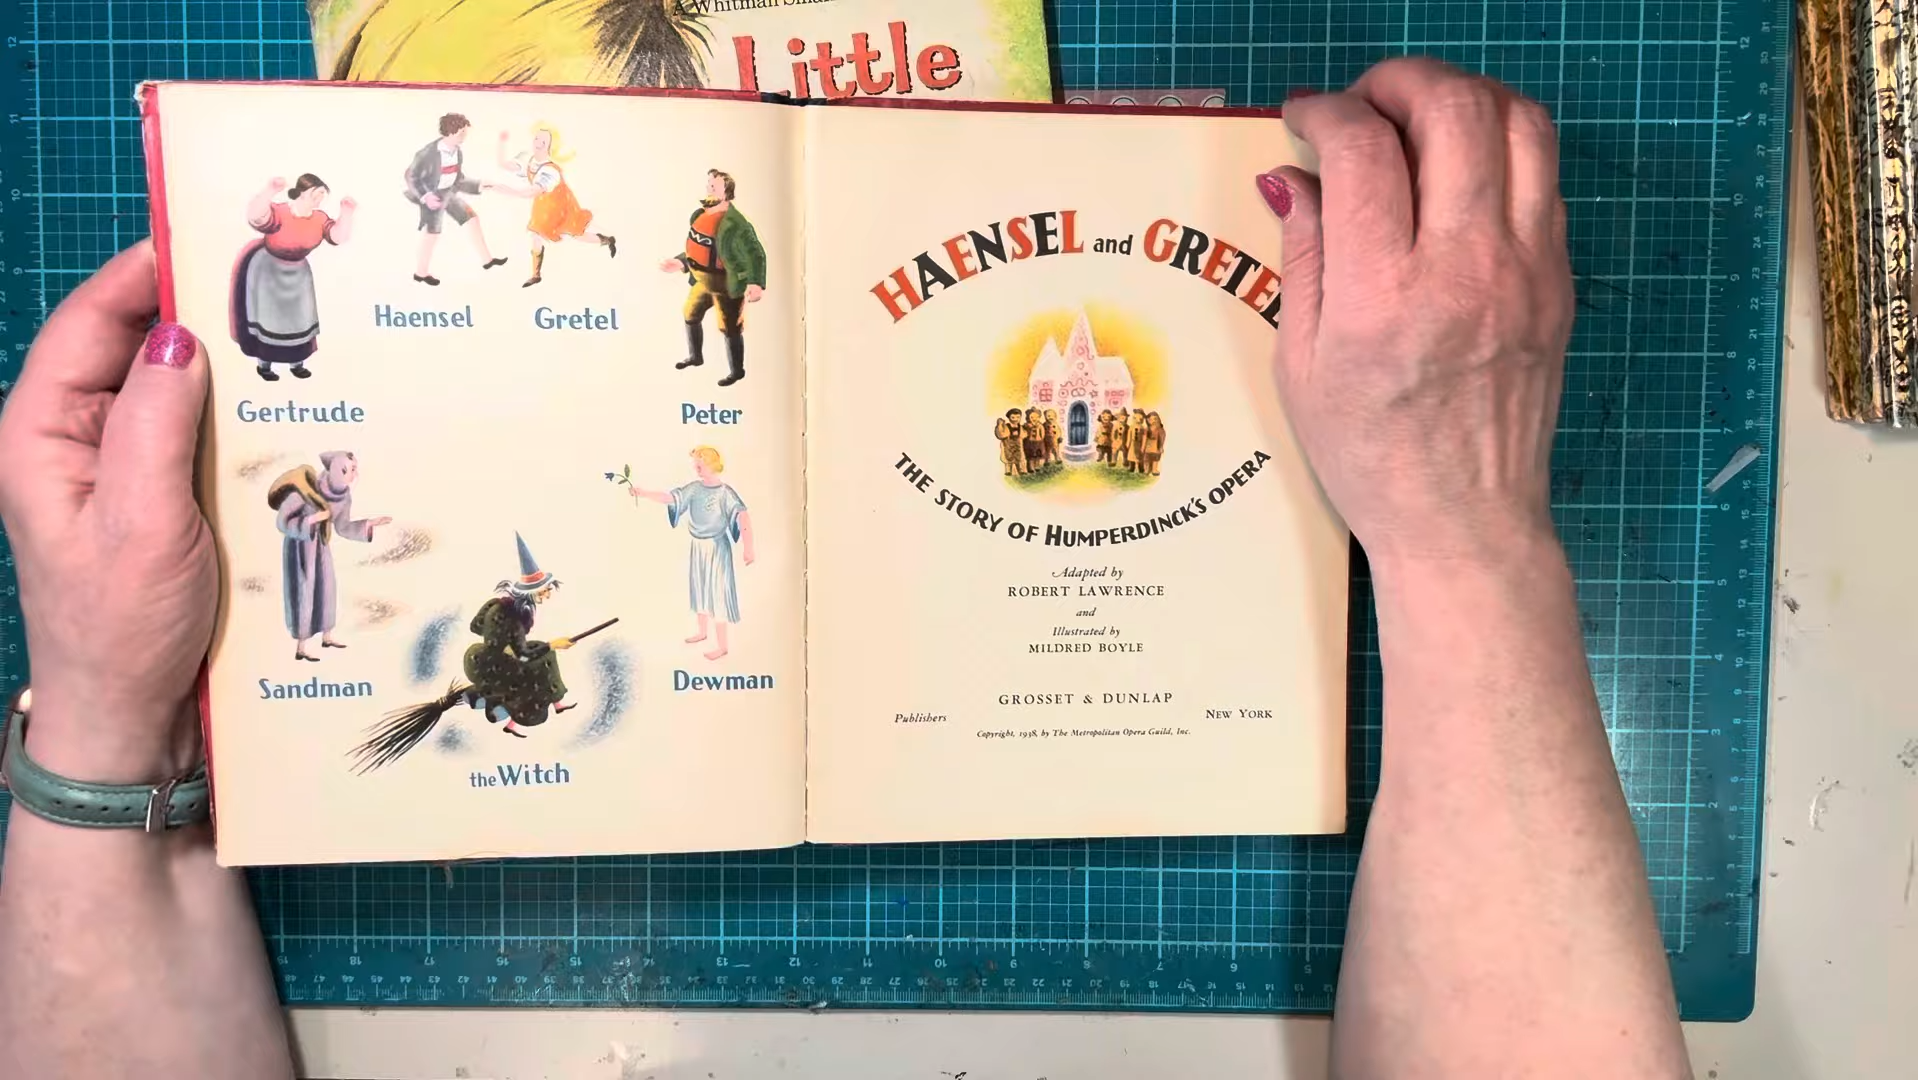 A Whitman
Little
Haensel
Gretel
Gertrude
Peter
Sandman
Dewman
the Witch
HAENSEL and GRETEL
THE STORY OF HUMPERDINCK'S OPERA
Adapted by
ROBERT LAWRENCE
and
Illustrated by
MILDRED BOYLE
GROSSET & DUNLAP
Publishers
NEW YORK
Copyright, 1938, by The Metropolitan Opera Guild, Inc.